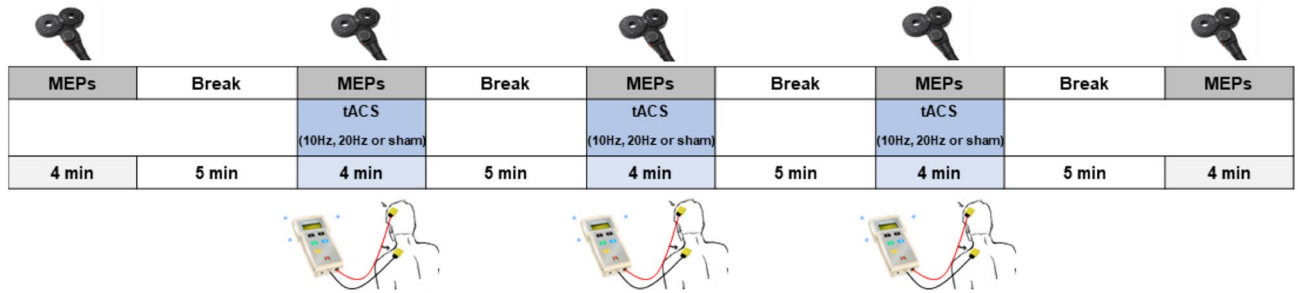 MEPs Break MEPs Break MEPs Break MEPs Break MEPs
tACS tACS tACS
(10Hz, 20Hz or sham) (10Hz, 20Hz or sham) (10Hz, 20Hz or sham)
4 min 5 min 4 min 5 min 4 min 5 min 4 min 5 min 4 min